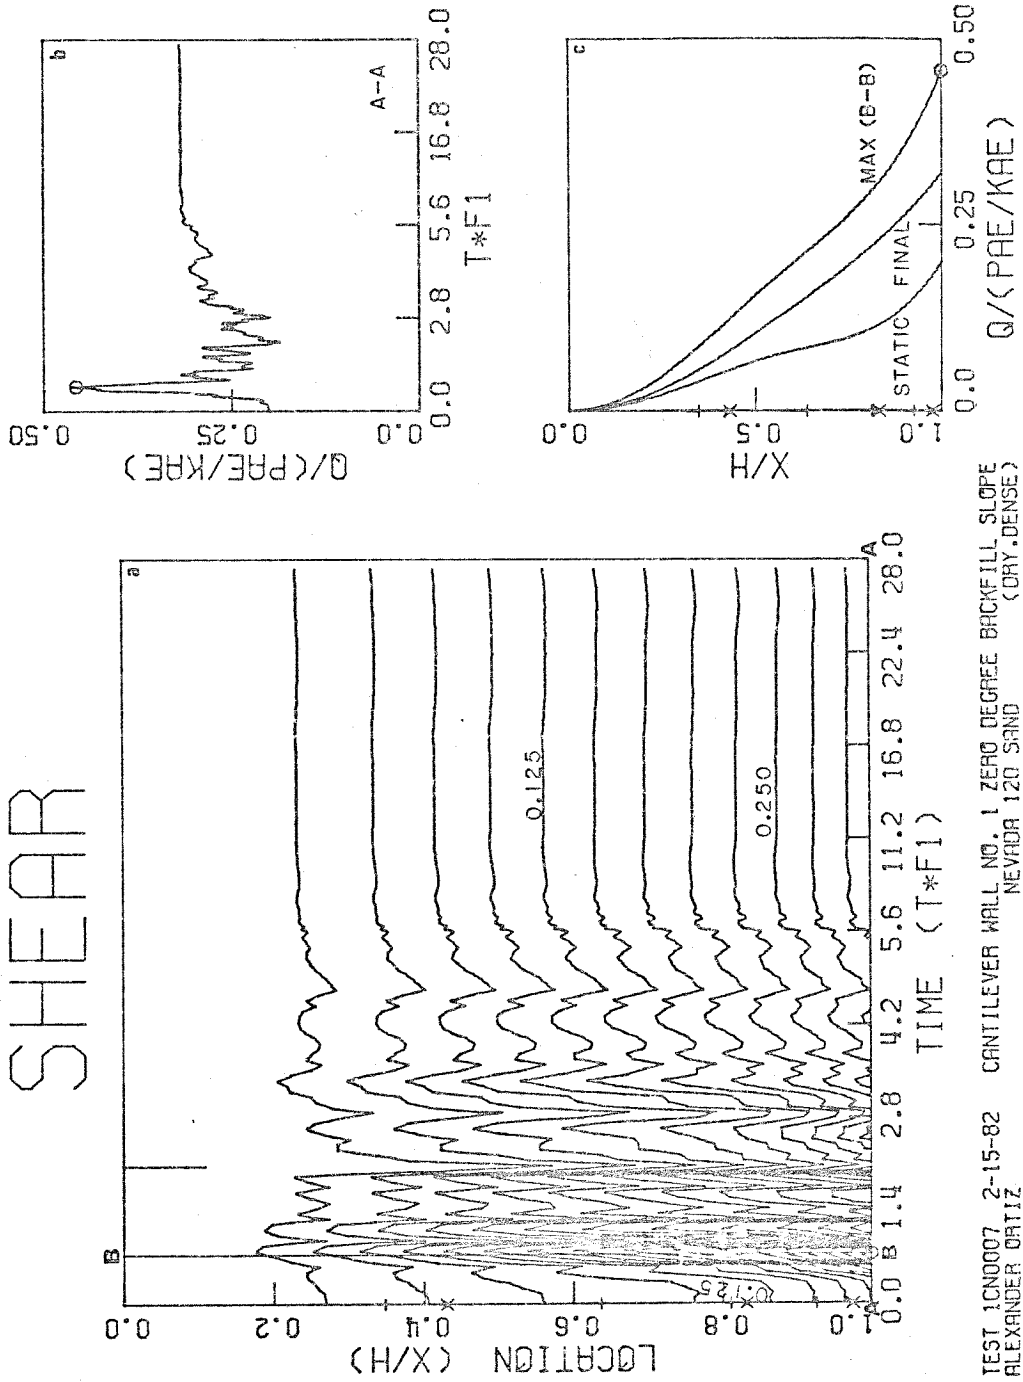 SHEAR
a
B
0.0
0.2
0.4
0.6
0.8
1.0
LOCATION
(X/H)
0.125
0.250
0.125
A
A
0.0 B 1.4 2.8 4.2 5.6 11.2 16.8 22.4 28.0
TIME (T*F1)
b
0.50
0.25
0.0
Q/(PAE/KAE)
A-A
0.0 2.8 5.6 16.8 28.0
T*F1
c
0.0
0.5
1.0
X/H
MAX (B-B)
STATIC FINAL
0.0 0.25 0.50
Q/(PAE/KAE)
TEST 1CN0007 2-15-82 CANTILEVER WALL NO. 1 ZERO DEGREE BACKFILL SLOPE
ALEXANDER ORTIZ NEVADA 120 SAND (DRY,DENSE)